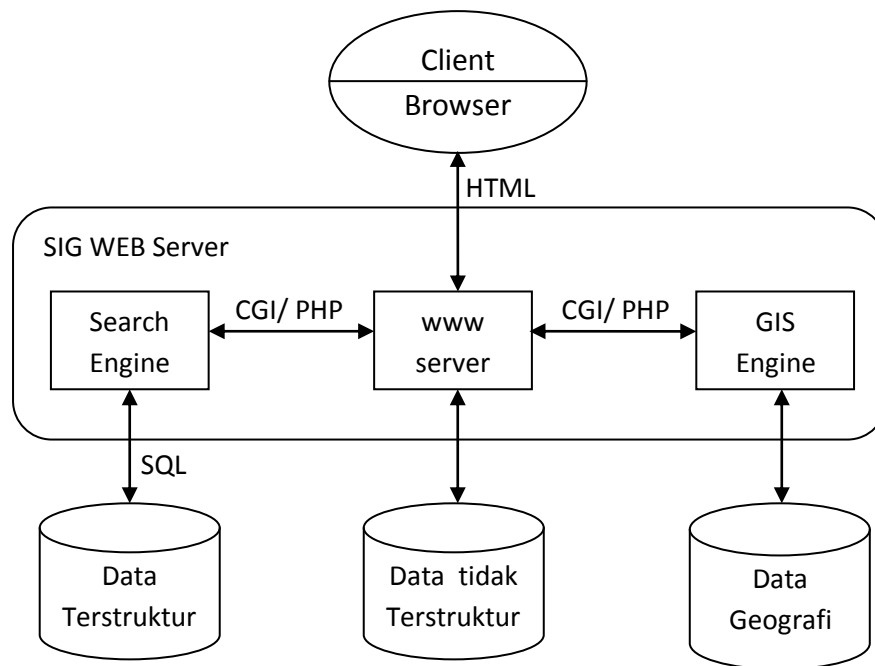 Client
Browser
HTML
SIG WEB Server
Search
Engine
CGI/ PHP
www
server
CGI/ PHP
GIS
Engine
SQL
Data
Terstruktur
Data tidak
Terstruktur
Data
Geografi